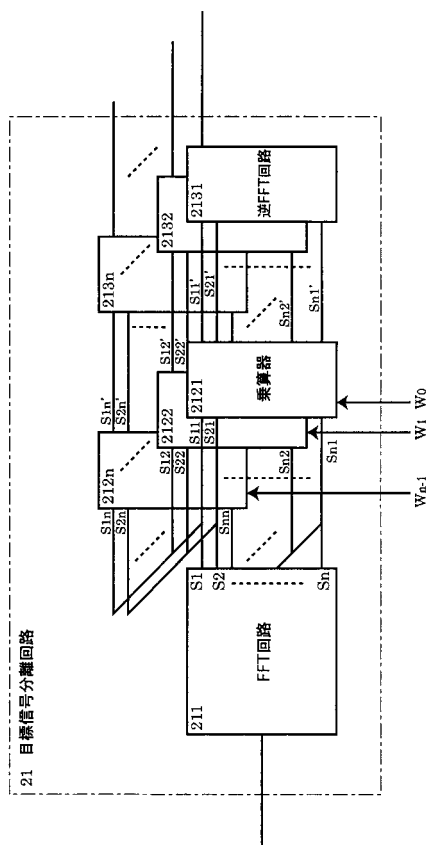 21 目標信号分離回路
211
FFT回路
S1
S2
Sn
S1n
S2n
Snn
S12
S22
S11
S21
Sn2
Sn1
212n
2122
2121
乗算器
Wn-1
W1
W0
S1n'
S2n'
S12'
S22'
S11'
S21'
Sn2'
Sn1'
213n
2132
2131
逆FFT回路